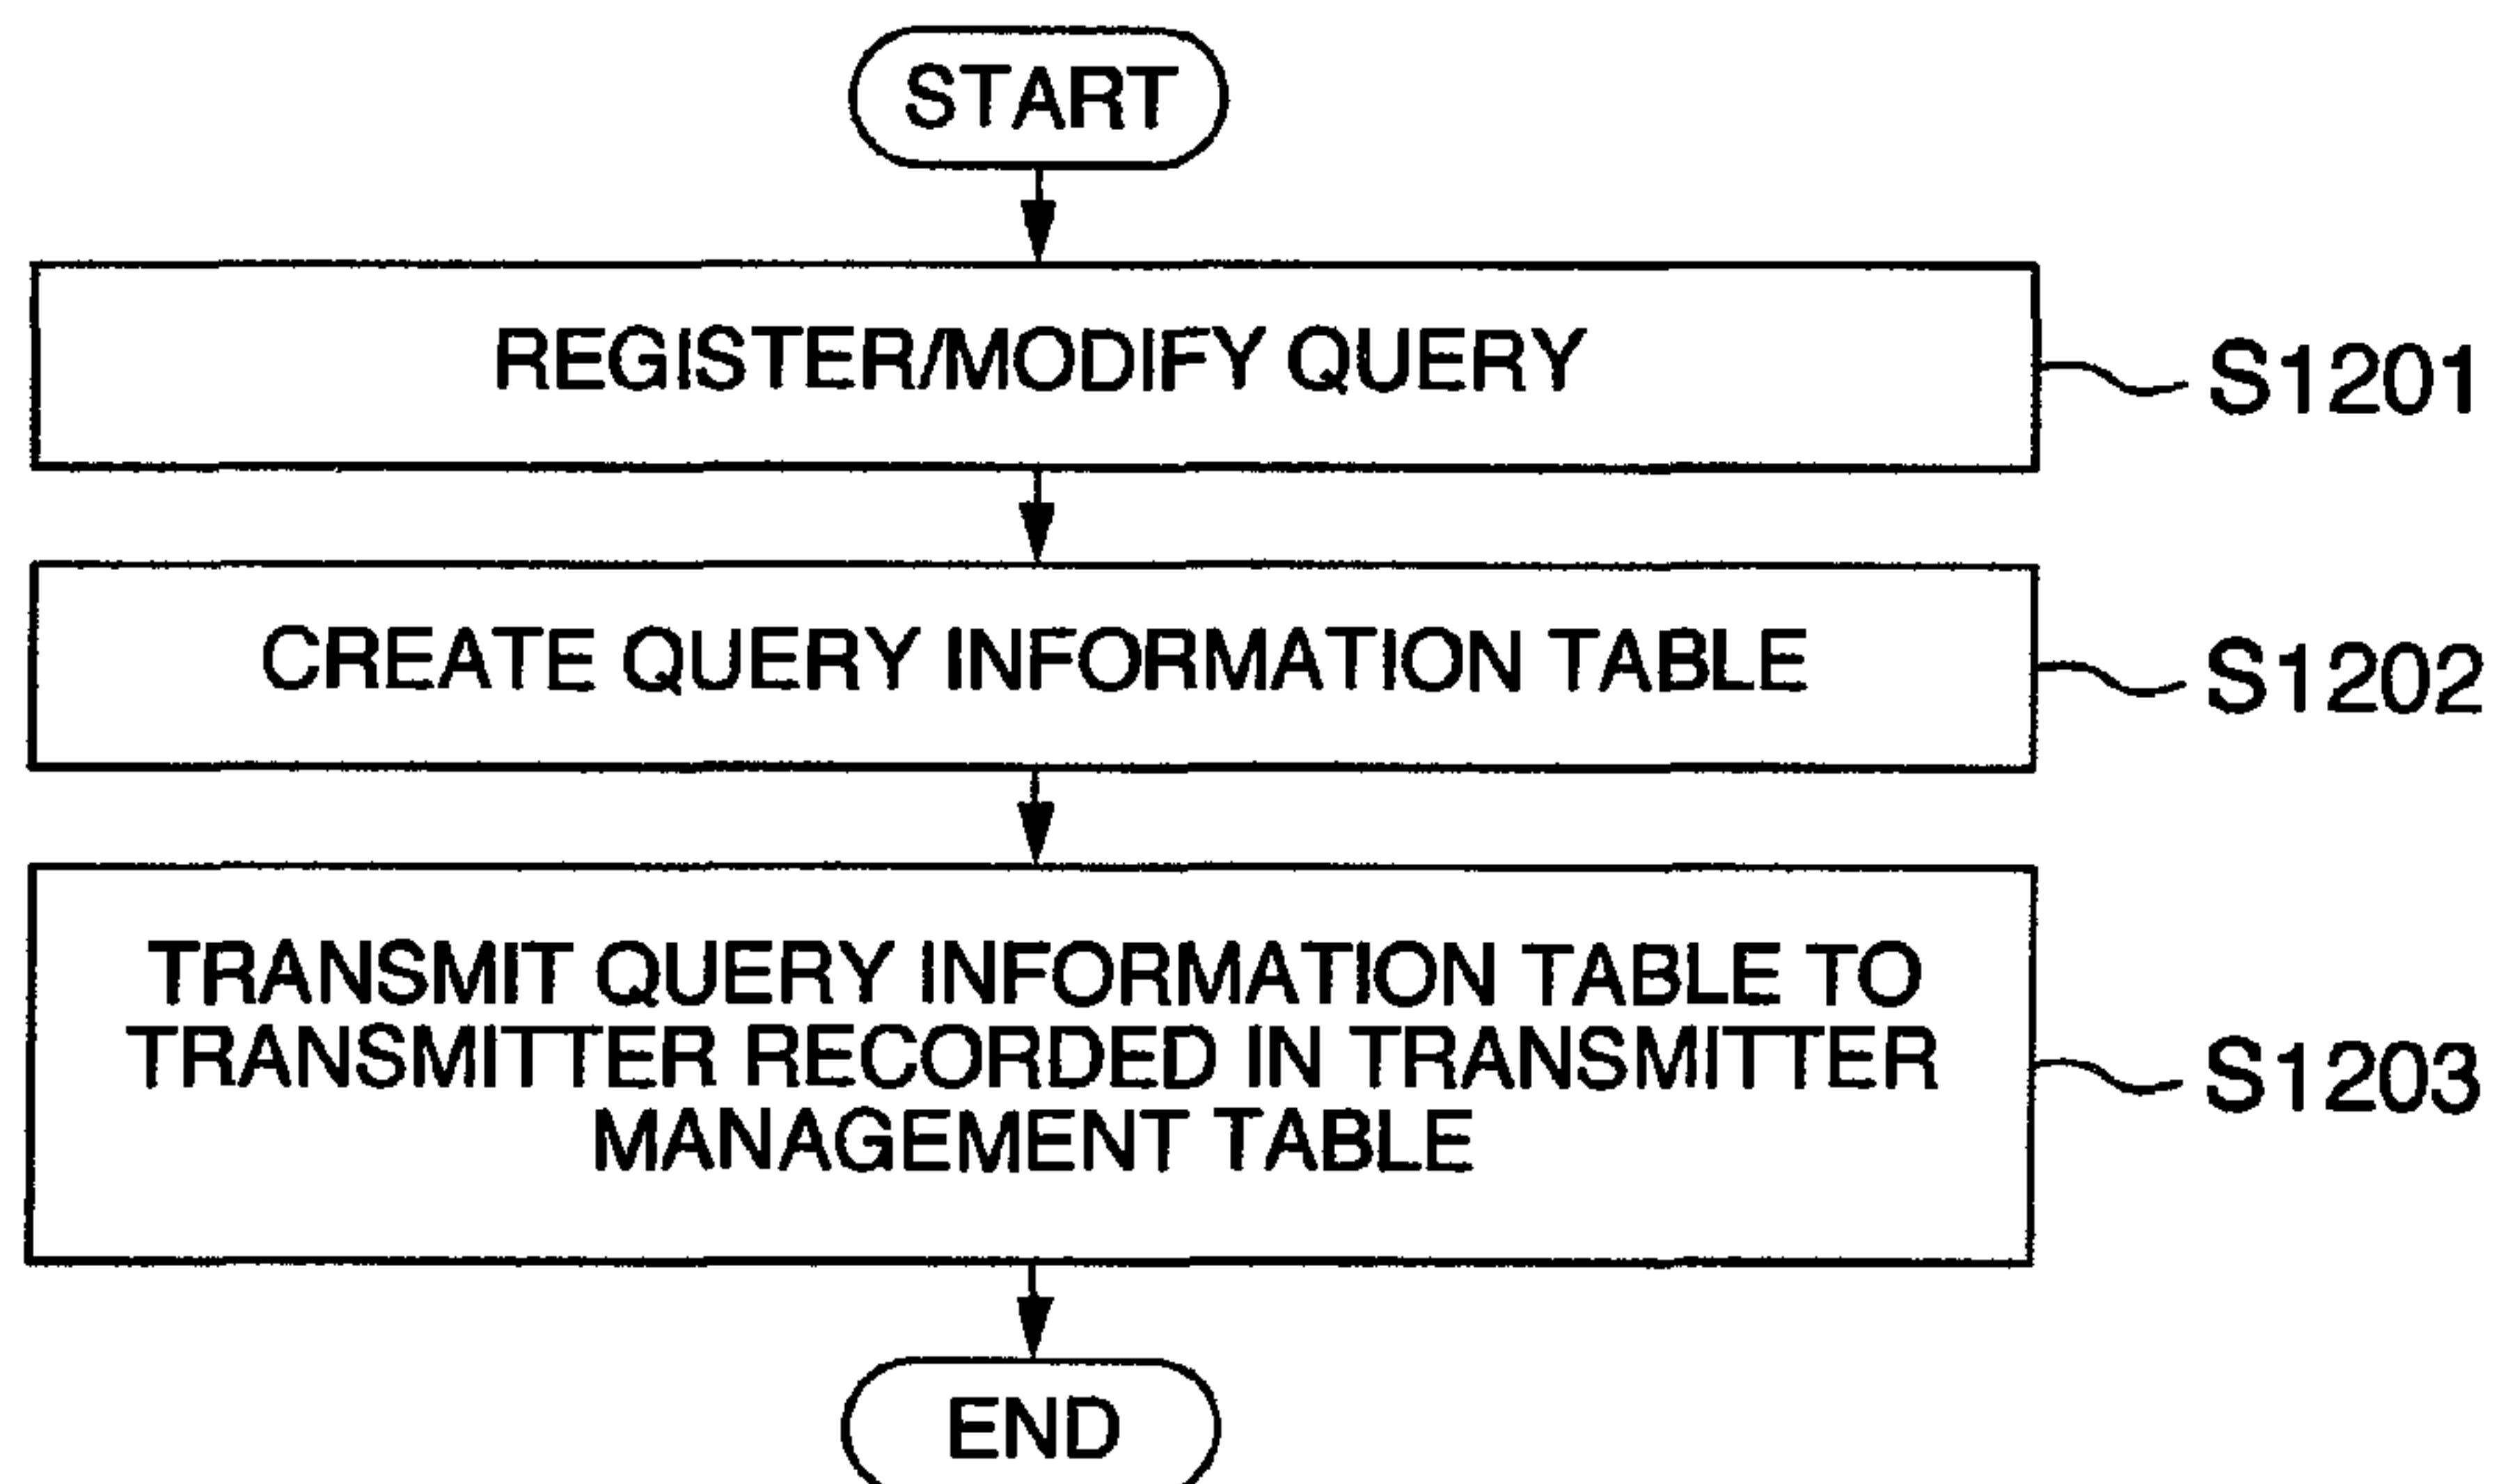 START
REGISTER/MODIFY QUERY
S1201
CREATE QUERY INFORMATION TABLE
S1202
TRANSMIT QUERY INFORMATION TABLE TO
TRANSMITTER RECORDED IN TRANSMITTER
MANAGEMENT TABLE
S1203
END